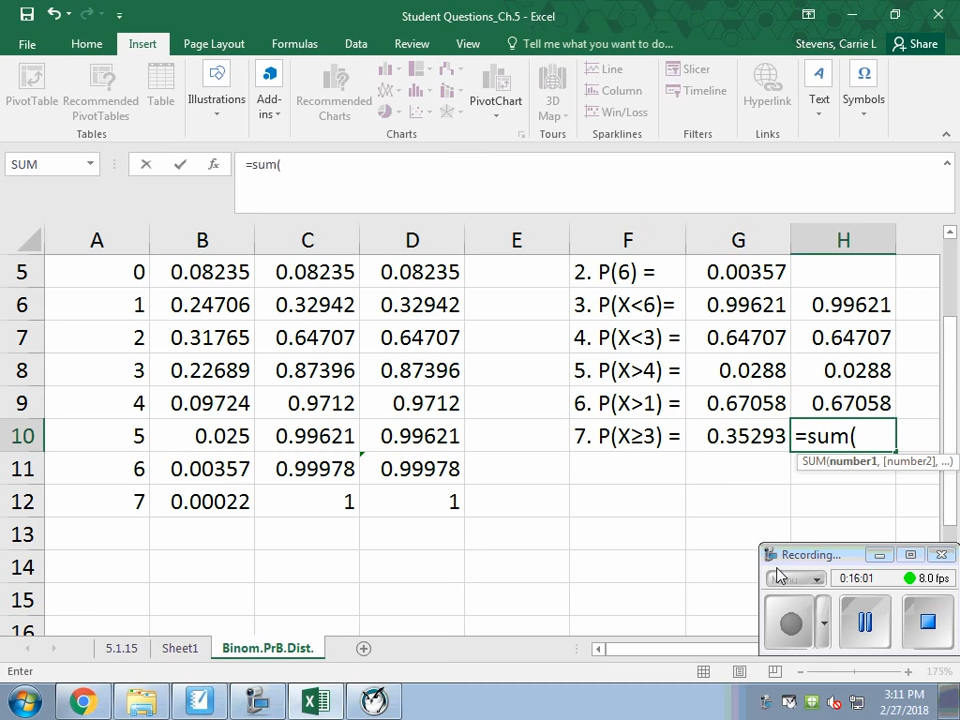 Student Questions_Ch.5 - Excel
File Home Insert Page Layout Formulas Data Review View Tell me what you want to do... Stevens, Carrie L Share
PivotTable Recommended PivotTables Table Illustrations Add-ins Recommended Charts PivotChart 3D Map Line Column Win/Loss Slicer Timeline Hyperlink Text Symbols
Tables Charts Tours Sparklines Filters Links
SUM fx =sum(
A B C D E F G H
5 0 0.08235 0.08235 0.08235 2. P(6) = 0.00357
6 1 0.24706 0.32942 0.32942 3. P(X<6)= 0.99621 0.99621
7 2 0.31765 0.64707 0.64707 4. P(X<3) = 0.64707 0.64707
8 3 0.22689 0.87396 0.87396 5. P(X>4) = 0.0288 0.0288
9 4 0.09724 0.9712 0.9712 6. P(X>1) = 0.67058 0.67058
10 5 0.025 0.99621 0.99621 7. P(X≥3) = 0.35293 =sum(
SUM(number1, [number2], ...)
11 6 0.00357 0.99978 0.99978
12 7 0.00022 1 1
13
14
15
16
Recording...
0:16:01 8.0 fps
5.1.15 Sheet1 Binom.PrB.Dist.
Enter 175%
3:11 PM
2/27/2018